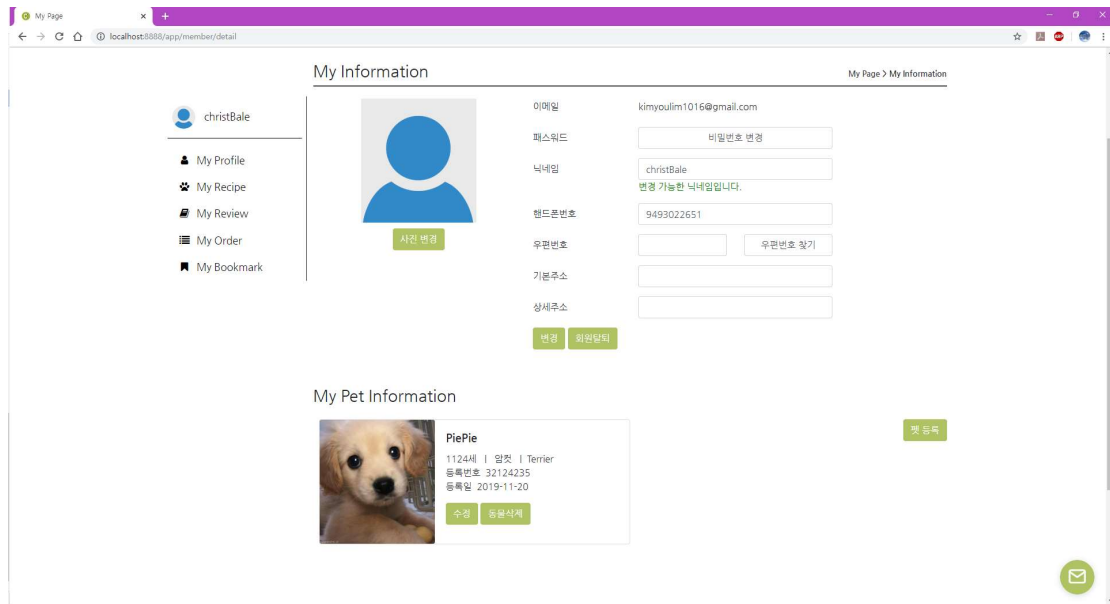 My Page
localhost:8888/app/member/detail
My Information
My Page > My Information
christBale
My Profile
My Recipe
My Review
My Order
My Bookmark
사진 변경
이메일 kimyoulim1016@gmail.com
패스워드 비밀번호 변경
닉네임 christBale
변경 가능한 닉네임입니다.
핸드폰번호 9493022651
우편번호 우편번호 찾기
기본주소
상세주소
변경 회원탈퇴
My Pet Information
펫 등록
PiePie
1124세 | 암컷 | Terrier
등록번호 32124235
등록일 2019-11-20
수정 동물삭제